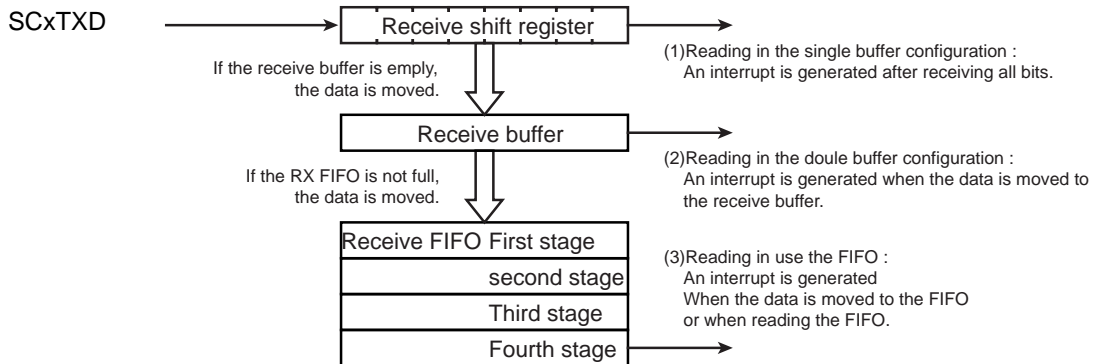 SCxTXD
Receive shift register
(1)Reading in the single buffer configuration :
An interrupt is generated after receiving all bits.
If the receive buffer is emply,
the data is moved.
Receive buffer
(2)Reading in the doule buffer configuration :
An interrupt is generated when the data is moved to
the receive buffer.
If the RX FIFO is not full,
the data is moved.
Receive FIFO First stage
second stage
Third stage
Fourth stage
(3)Reading in use the FIFO :
An interrupt is generated
When the data is moved to the FIFO
or when reading the FIFO.